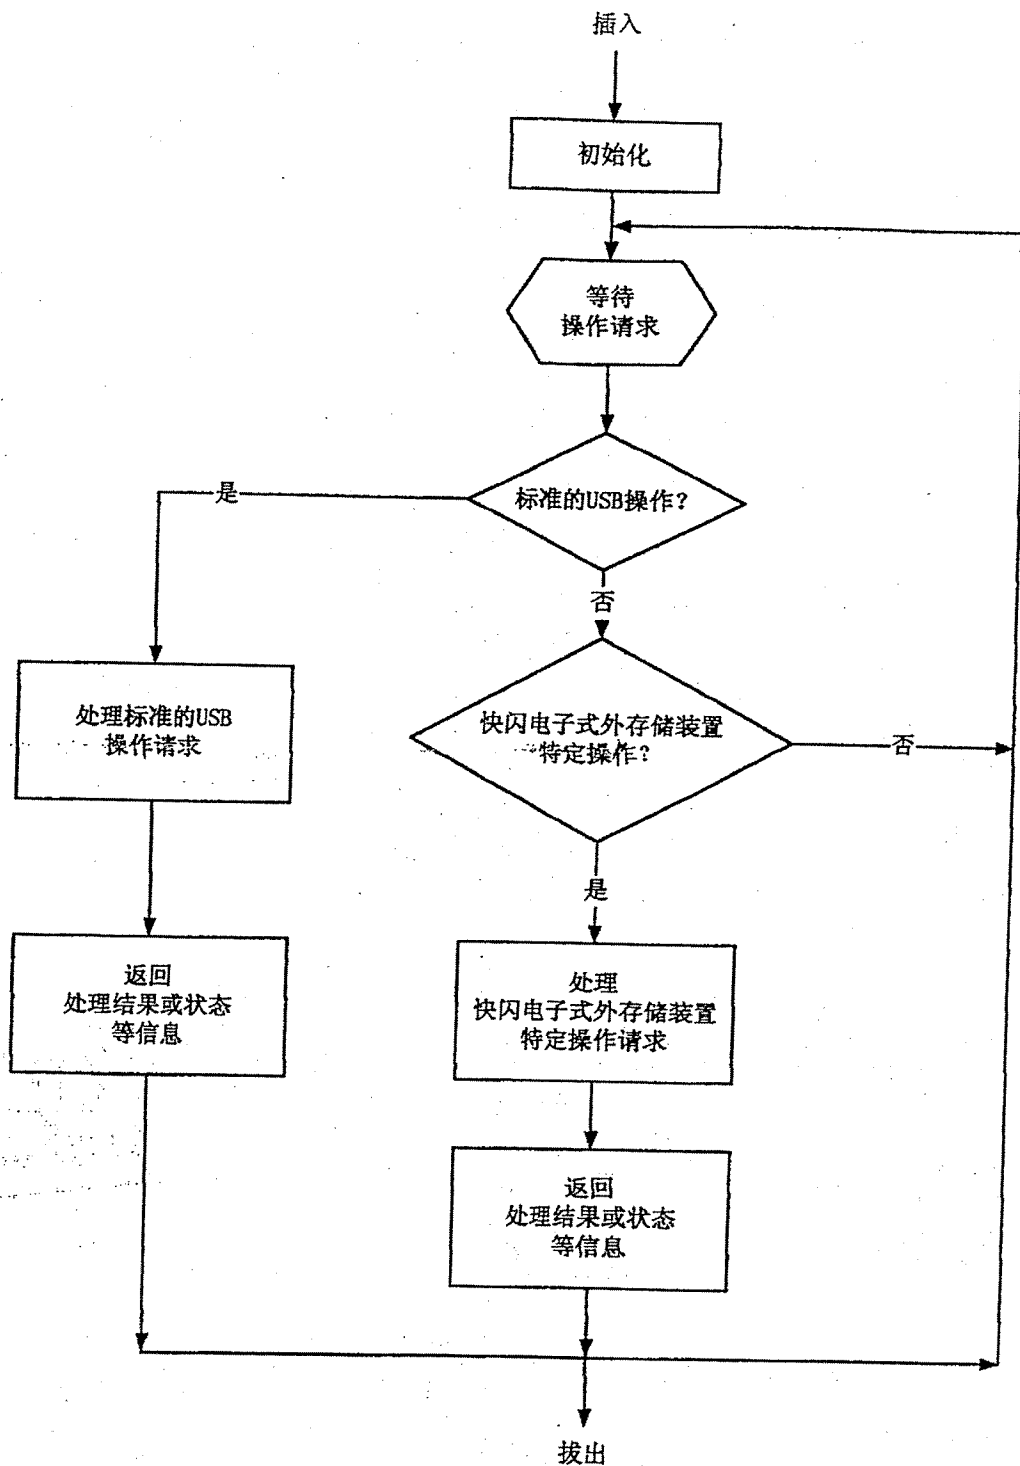 插入
初始化
等待
操作请求
标准的USB操作？
是
否
处理标准的USB
操作请求
快闪电子式外存储装置
特定操作？
否
是
返回
处理结果或状态
等信息
处理
快闪电子式外存储装置
特定操作请求
返回
处理结果或状态
等信息
拔出